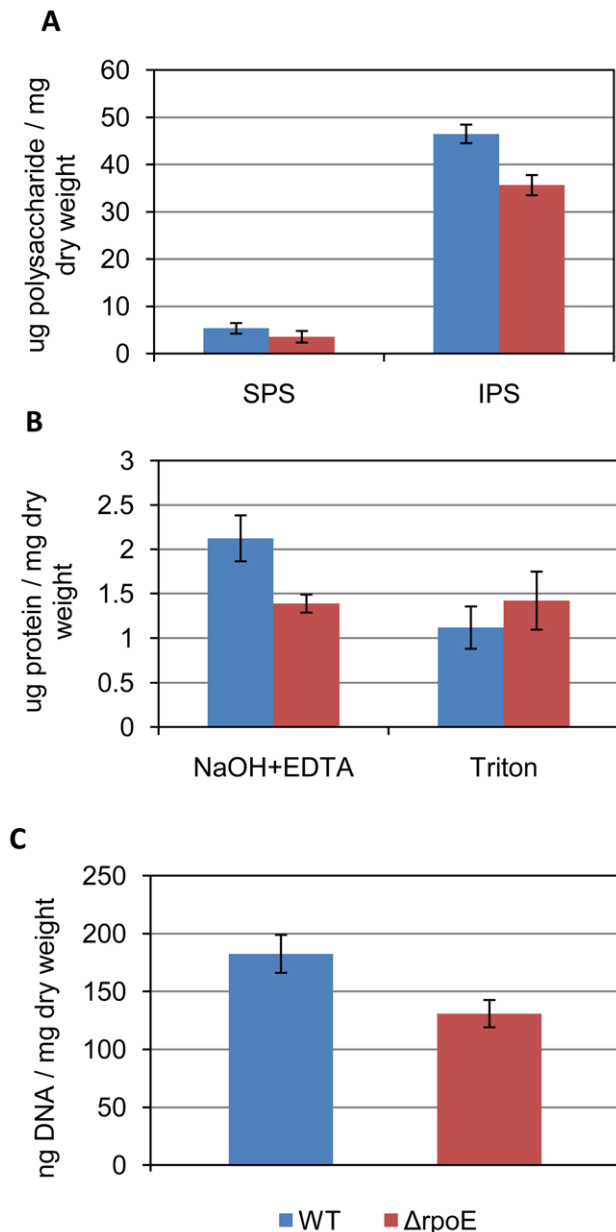 A
ug polysaccharide / mg
dry weight
60
50
40
30
20
10
0
SPS IPS
B
ug protein / mg dry
weight
3
2.5
2
1.5
1
0.5
0
NaOH+EDTA Triton
C
ng DNA / mg dry weight
250
200
150
100
50
0
WT ΔrpoE